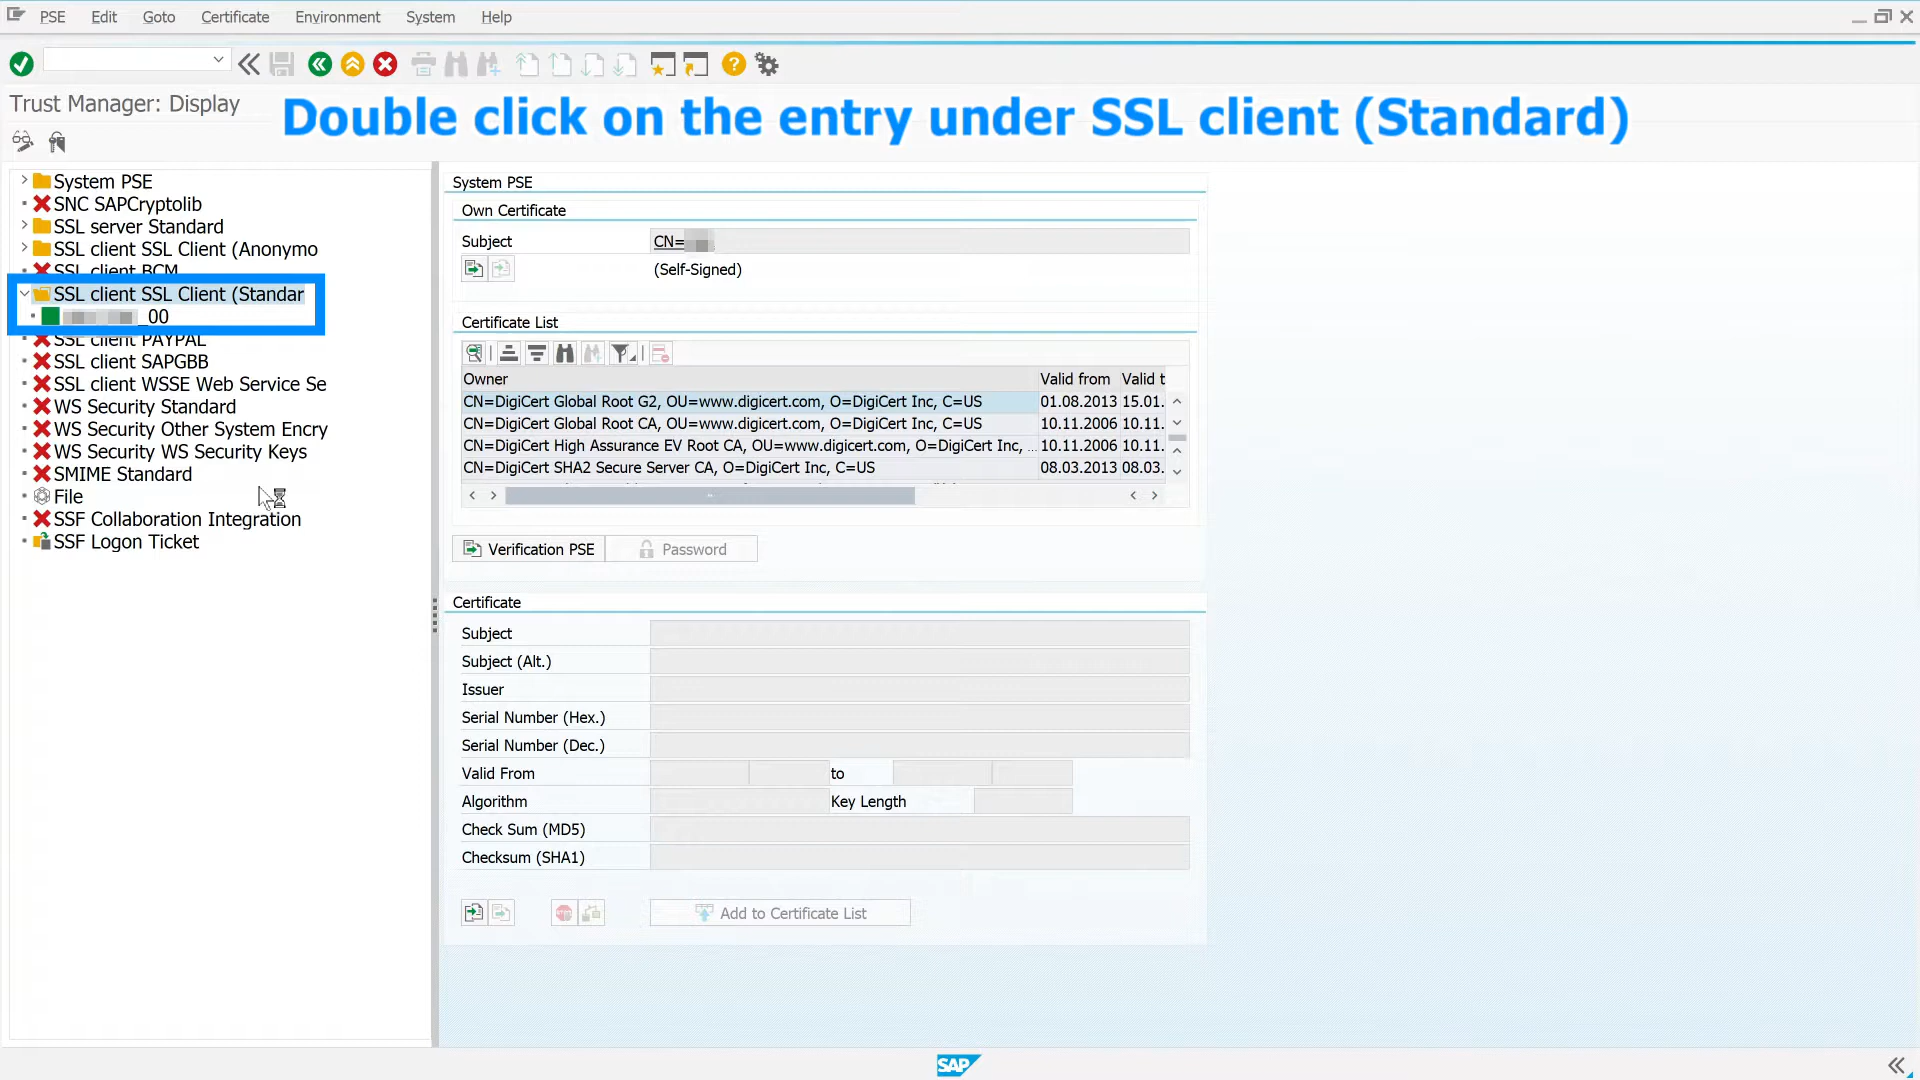 PSE Edit Goto Certificate Environment System Help
Trust Manager: Display
Double click on the entry under SSL client (Standard)
System PSE
SNC SAPCryptolib
SSL server Standard
SSL client SSL Client (Anonymo
SSL client BCM
SSL client SSL Client (Standar
_00
SSL client PAYPAL
SSL client SAPGBB
SSL client WSSE Web Service Se
WS Security Standard
WS Security Other System Encry
WS Security WS Security Keys
SMIME Standard
File
SSF Collaboration Integration
SSF Logon Ticket
System PSE
Own Certificate
Subject CN=
(Self-Signed)
Certificate List
Owner Valid from Valid t
CN=DigiCert Global Root G2, OU=www.digicert.com, O=DigiCert Inc, C=US 01.08.2013 15.01.
CN=DigiCert Global Root CA, OU=www.digicert.com, O=DigiCert Inc, C=US 10.11.2006 10.11.
CN=DigiCert High Assurance EV Root CA, OU=www.digicert.com, O=DigiCert Inc, ... 10.11.2006 10.11.
CN=DigiCert SHA2 Secure Server CA, O=DigiCert Inc, C=US 08.03.2013 08.03.
Verification PSE Password
Certificate
Subject
Subject (Alt.)
Issuer
Serial Number (Hex.)
Serial Number (Dec.)
Valid From to
Algorithm Key Length
Check Sum (MD5)
Checksum (SHA1)
Add to Certificate List
SAP